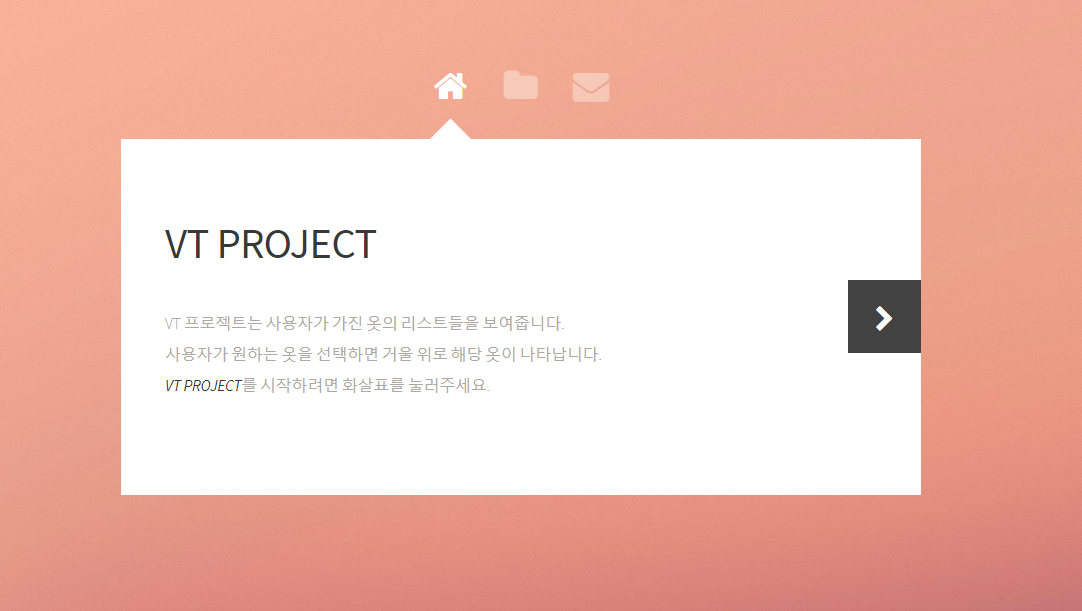 VT PROJECT
VT 프로젝트는 사용자가 가진 옷의 리스트들을 보여줍니다.
사용자가 원하는 옷을 선택하면 거울 위로 해당 옷이 나타납니다.
VT PROJECT를 시작하려면 화살표를 눌러주세요.